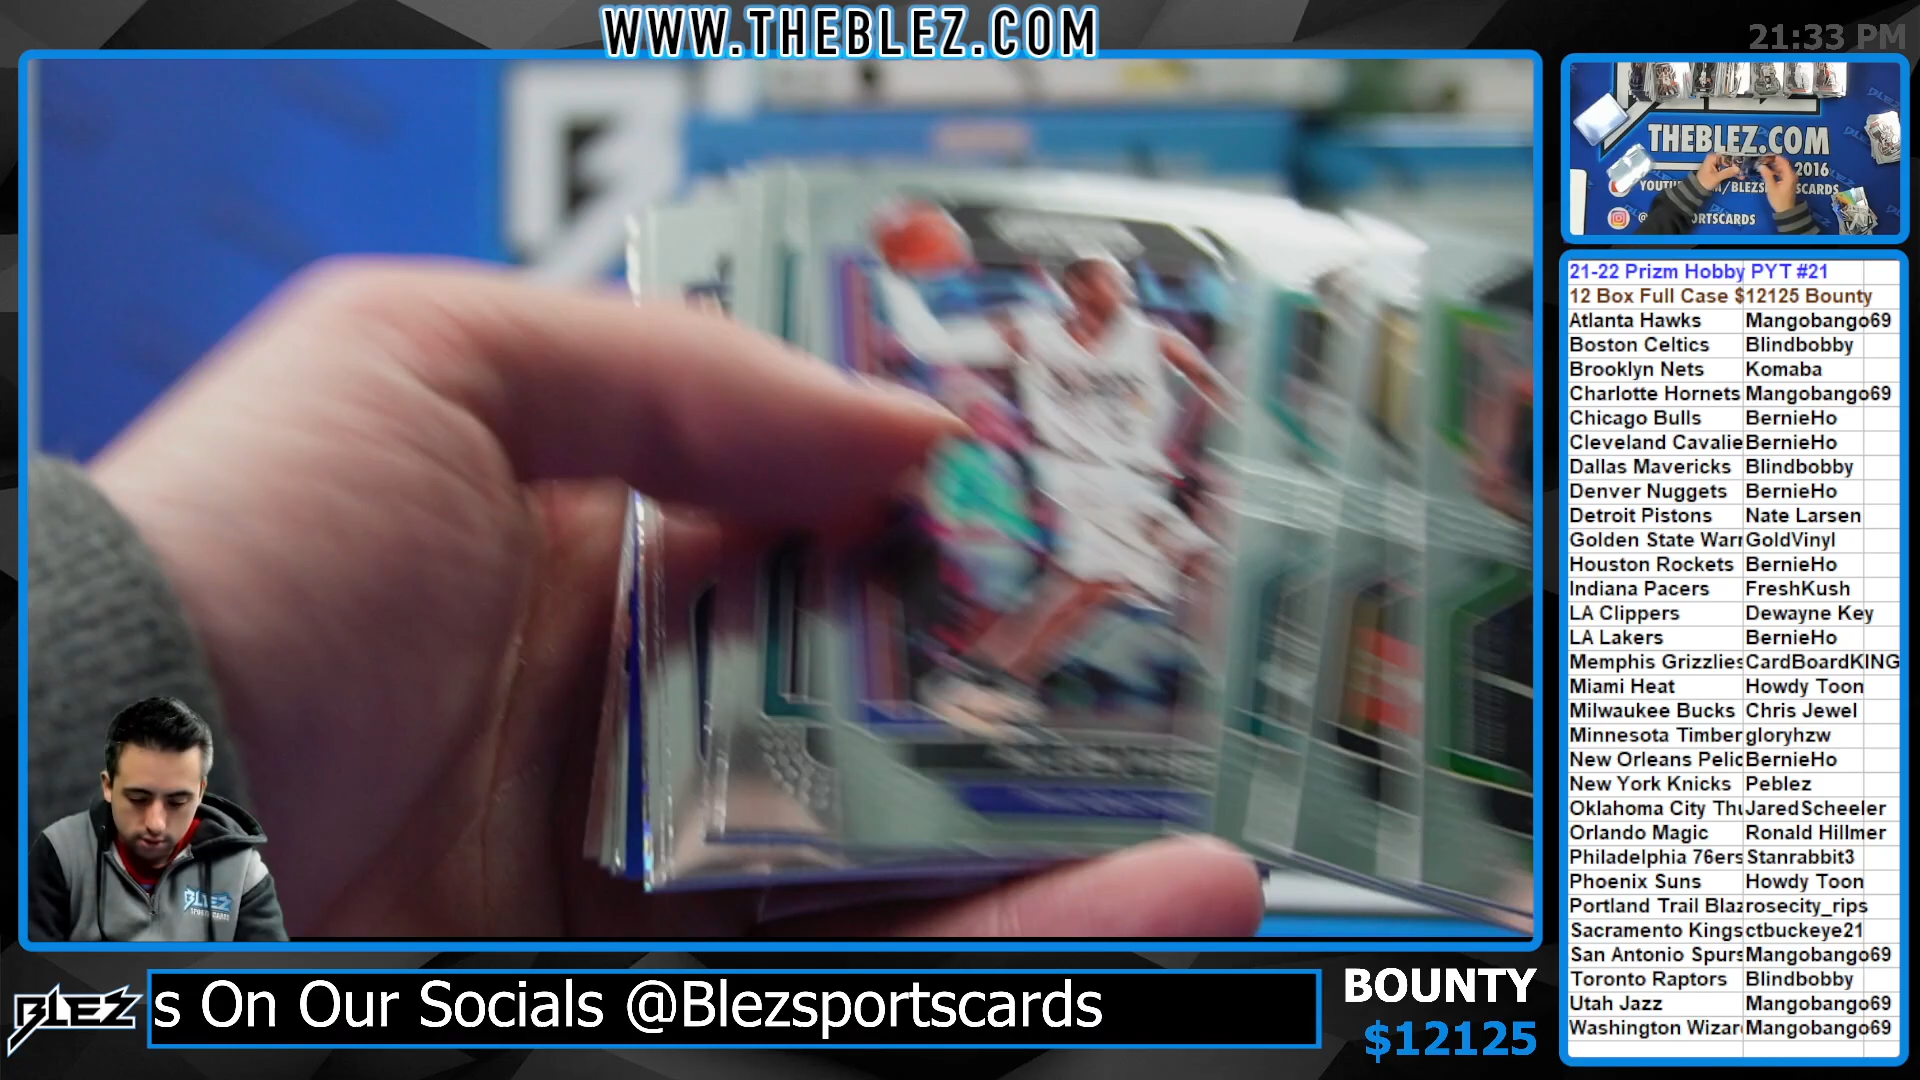 WWW.THEBLEZ.COM
21:33 PM
THEBLEZ.COM
2016
21-22 Prizm Hobby PYT #21
12 Box Full Case $12125 Bounty
Atlanta Hawks Mangobango69
Boston Celtics Blindbobby
Brooklyn Nets Komaba
Charlotte Hornets Mangobango69
Chicago Bulls BernieHo
Cleveland Cavalie BernieHo
Dallas Mavericks Blindbobby
Denver Nuggets BernieHo
Detroit Pistons Nate Larsen
Golden State Warr GoldVinyl
Houston Rockets BernieHo
Indiana Pacers FreshKush
LA Clippers Dewayne Key
LA Lakers BernieHo
Memphis Grizzlies CardBoardKING
Miami Heat Howdy Toon
Milwaukee Bucks Chris Jewel
Minnesota Timber gloryhzw
New Orleans Pelic BernieHo
New York Knicks Peblez
Oklahoma City Thu JaredScheeler
Orlando Magic Ronald Hillmer
Philadelphia 76ers Stanrabbit3
Phoenix Suns Howdy Toon
Portland Trail Blaz rosecity_rips
Sacramento Kings ctbuckeye21
San Antonio Spurs Mangobango69
Toronto Raptors Blindbobby
Utah Jazz Mangobango69
Washington Wizar Mangobango69
BLEZ
BLEZ
s On Our Socials @Blezsportscards
BOUNTY
$12125